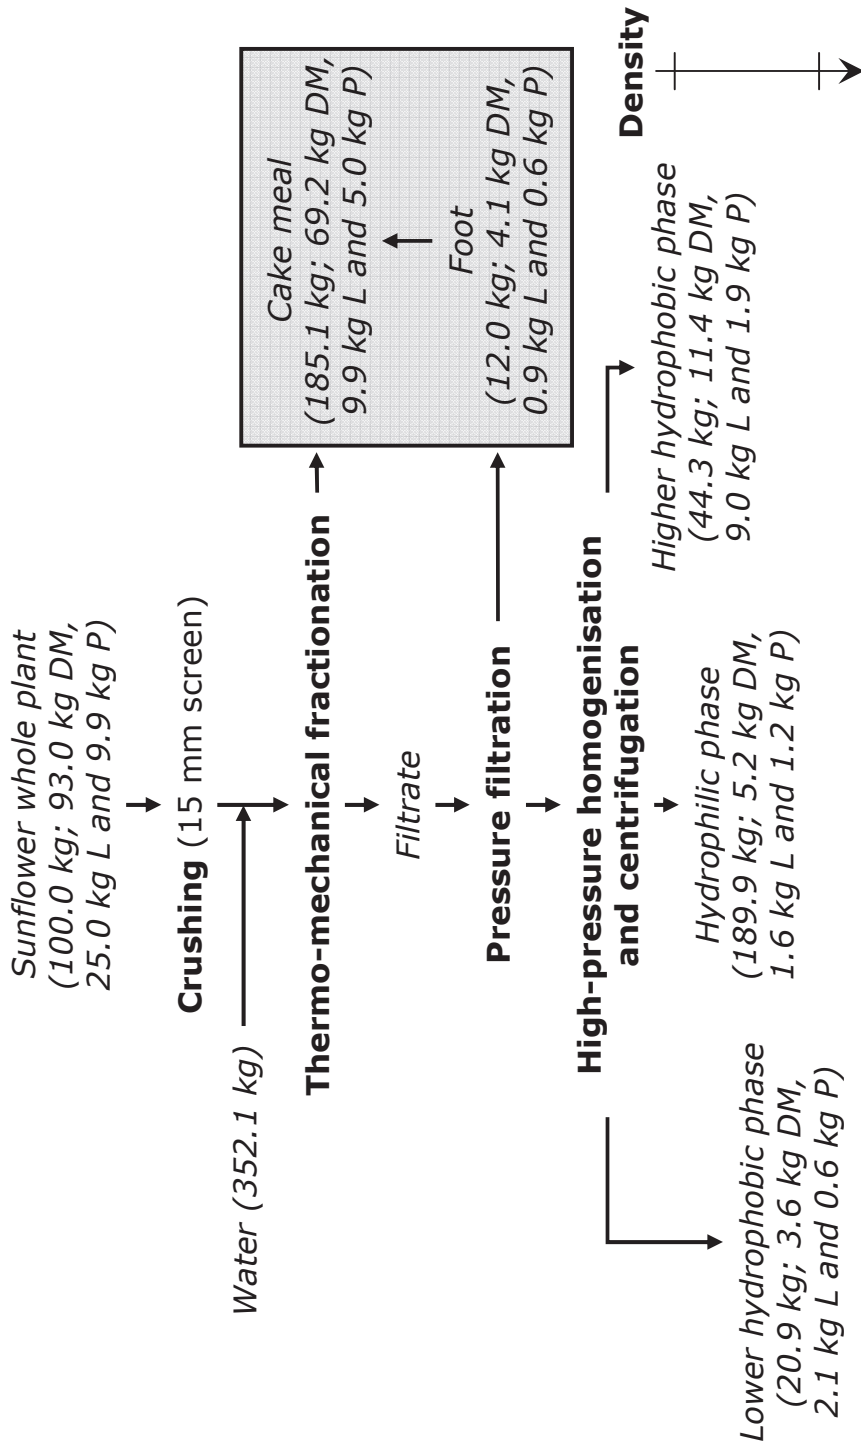 Sunflower whole plant
(100.0 kg; 93.0 kg DM,
25.0 kg L and 9.9 kg P)
Crushing (15 mm screen)
Water (352.1 kg)
Thermo-mechanical fractionation
Cake meal
(185.1 kg; 69.2 kg DM,
9.9 kg L and 5.0 kg P)
Filtrate
Foot
(12.0 kg; 4.1 kg DM,
0.9 kg L and 0.6 kg P)
Pressure filtration
High-pressure homogenisation
and centrifugation
Density
Higher hydrophobic phase
(44.3 kg; 11.4 kg DM,
9.0 kg L and 1.9 kg P)
Hydrophilic phase
(189.9 kg; 5.2 kg DM,
1.6 kg L and 1.2 kg P)
Lower hydrophobic phase
(20.9 kg; 3.6 kg DM,
2.1 kg L and 0.6 kg P)